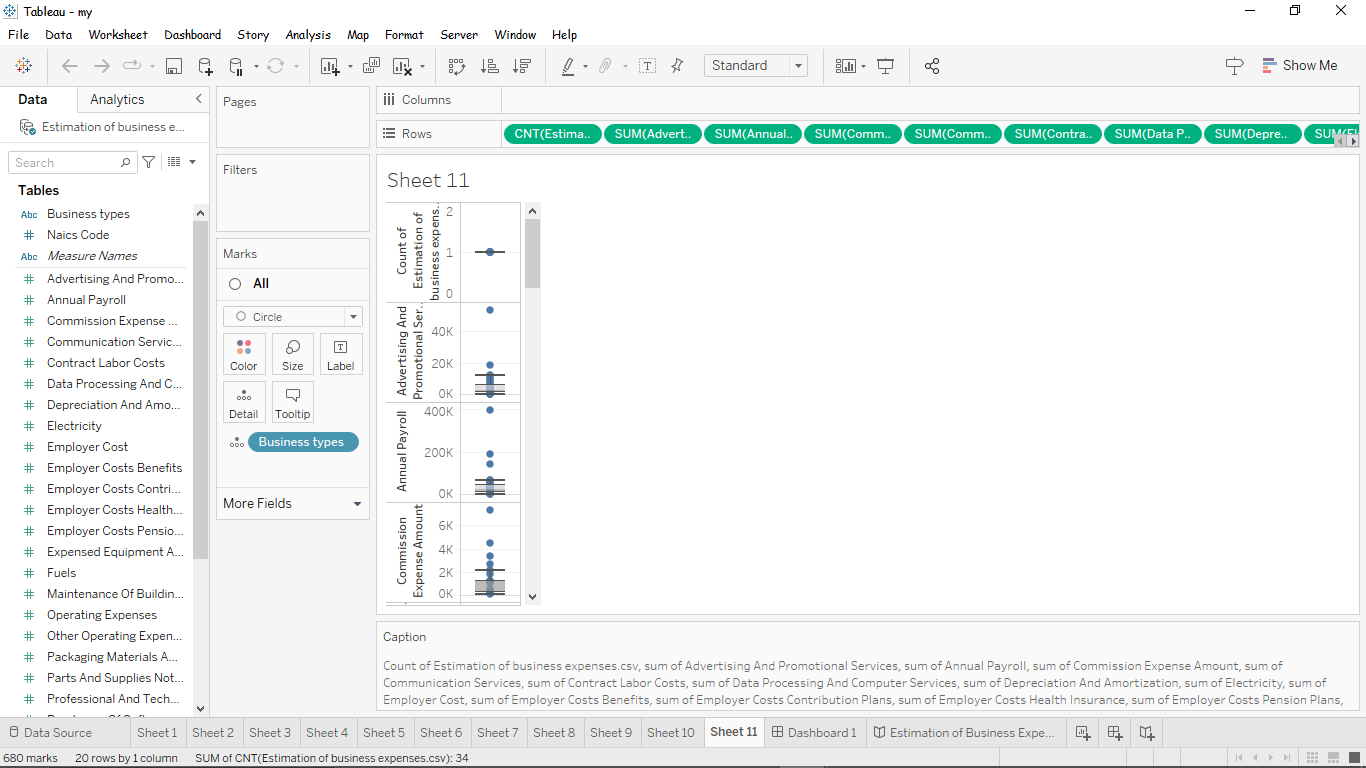 Tableau - my
File Data Worksheet Dashboard Story Analysis Map Format Server Window Help
Standard
Show Me
Data Analytics
Estimation of business e...
Search
Tables
Abc Business types
# Naics Code
Abc Measure Names
# Advertising And Promo...
# Annual Payroll
# Commission Expense ...
# Communication Servic...
# Contract Labor Costs
# Data Processing And C...
# Depreciation And Amo...
# Electricity
# Employer Cost
# Employer Costs Benefits
# Employer Costs Contri...
# Employer Costs Health...
# Employer Costs Pensio...
# Expensed Equipment A...
# Fuels
# Maintenance Of Buildin...
# Operating Expenses
# Other Operating Expen...
# Packaging Materials A...
# Parts And Supplies Not...
# Professional And Tech...
Pages
Filters
Marks
All
Circle
Color Size Label
Detail Tooltip
Business types
More Fields
Columns
Rows CNT(Estima.. SUM(Advert.. SUM(Annual.. SUM(Comm.. SUM(Comm.. SUM(Contra.. SUM(Data P.. SUM(Depre..
Sheet 11
Count of
Estimation of
business expens..
2
1
0
Advertising And
Promotional Ser..
40K
20K
0K
Annual Payroll
400K
200K
0K
Commission
Expense Amount
6K
4K
2K
0K
Caption
Count of Estimation of business expenses.csv, sum of Advertising And Promotional Services, sum of Annual Payroll, sum of Commission Expense Amount, sum of
Communication Services, sum of Contract Labor Costs, sum of Data Processing And Computer Services, sum of Depreciation And Amortization, sum of Electricity, sum of
Employer Cost, sum of Employer Costs Benefits, sum of Employer Costs Contribution Plans, sum of Employer Costs Health Insurance, sum of Employer Costs Pension Plans,
Data Source Sheet 1 Sheet 2 Sheet 3 Sheet 4 Sheet 5 Sheet 6 Sheet 7 Sheet 8 Sheet 9 Sheet 10 Sheet 11 Dashboard 1 Estimation of Business Expe...
680 marks 20 rows by 1 column SUM of CNT(Estimation of business expenses.csv): 34